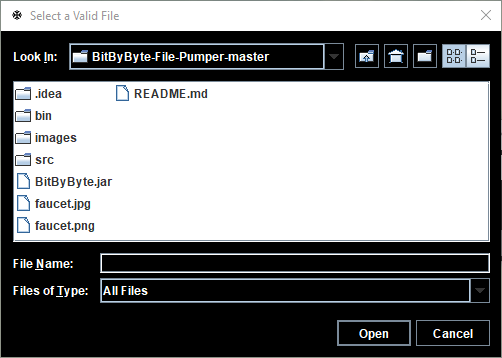 Select a Valid File
Look In: BitByByte-File-Pumper-master
.idea README.md
bin
images
src
BitByByte.jar
faucet.jpg
faucet.png
File Name:
Files of Type: All Files
Open Cancel